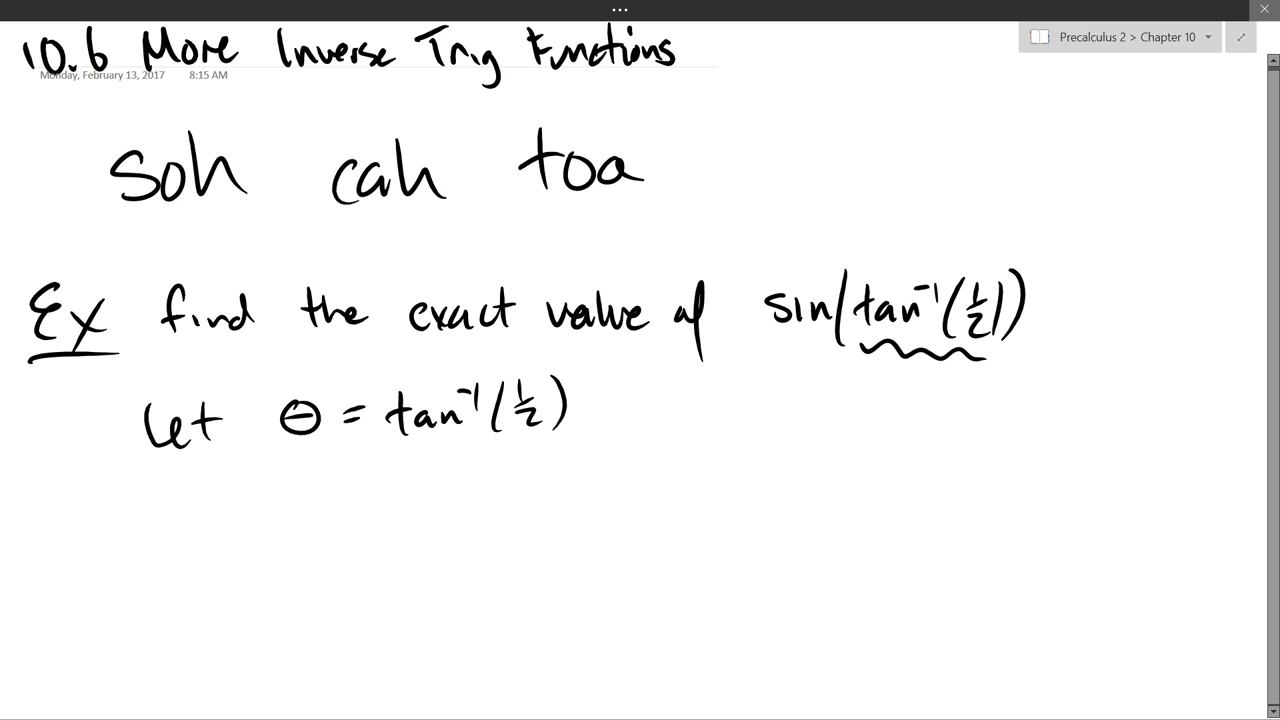 10.6 More Inverse Trig Functions
Precalculus 2 > Chapter 10
Monday, February 13, 2017 8:15 AM
soh cah toa
Ex find the exact value of sin(tan⁻¹(1/2))
Let θ = tan⁻¹(1/2)